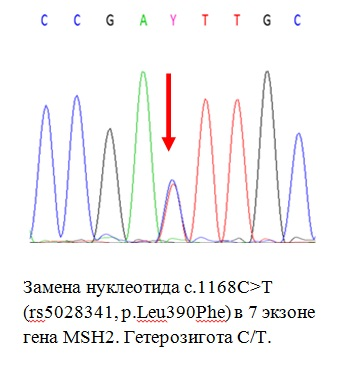 C C G A Y T T G C
Замена нуклеотида c.1168C>T
(rs5028341, p.Leu390Phe) в 7 экзоне
гена MSH2. Гетерозигота С/Т.